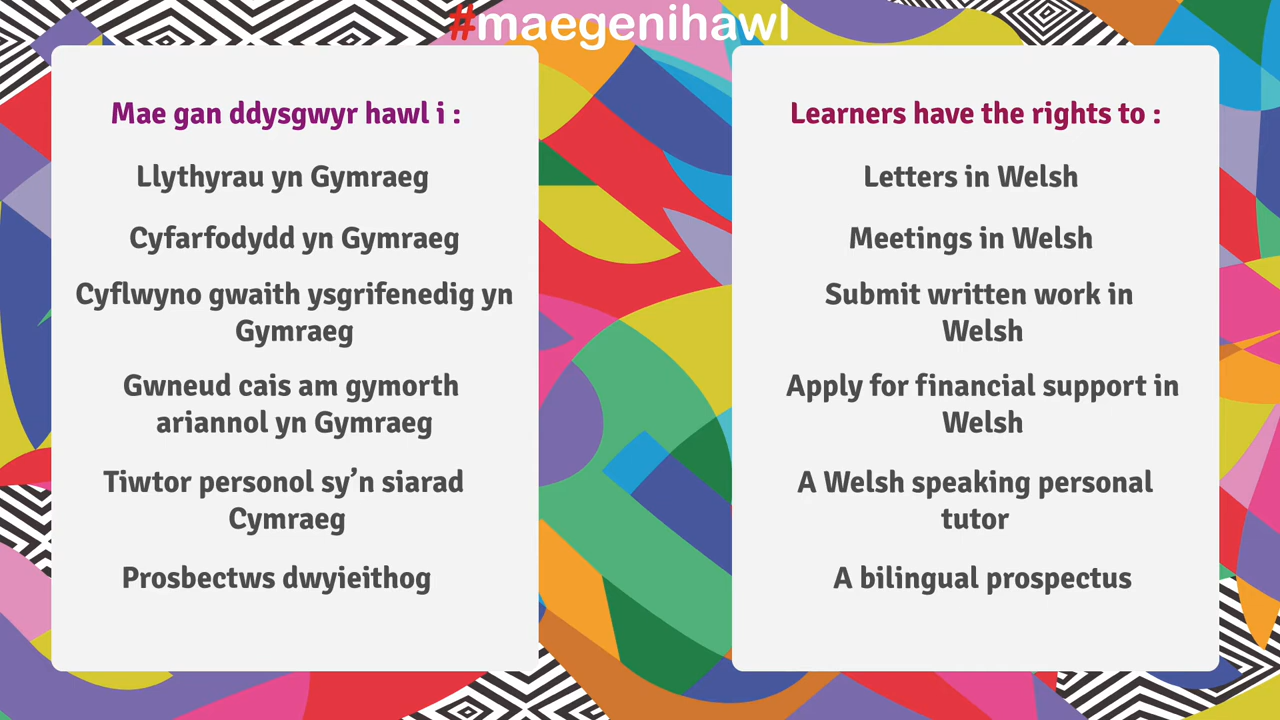 #maegenihawl
Mae gan ddysgwyr hawl i :
Llythyrau yn Gymraeg
Cyfarfodydd yn Gymraeg
Cyflwyno gwaith ysgrifenedig yn
Gymraeg
Gwneud cais am gymorth
ariannol yn Gymraeg
Tiwtor personol sy’n siarad
Cymraeg
Prosbectws dwyieithog
Learners have the rights to :
Letters in Welsh
Meetings in Welsh
Submit written work in
Welsh
Apply for financial support in
Welsh
A Welsh speaking personal
tutor
A bilingual prospectus